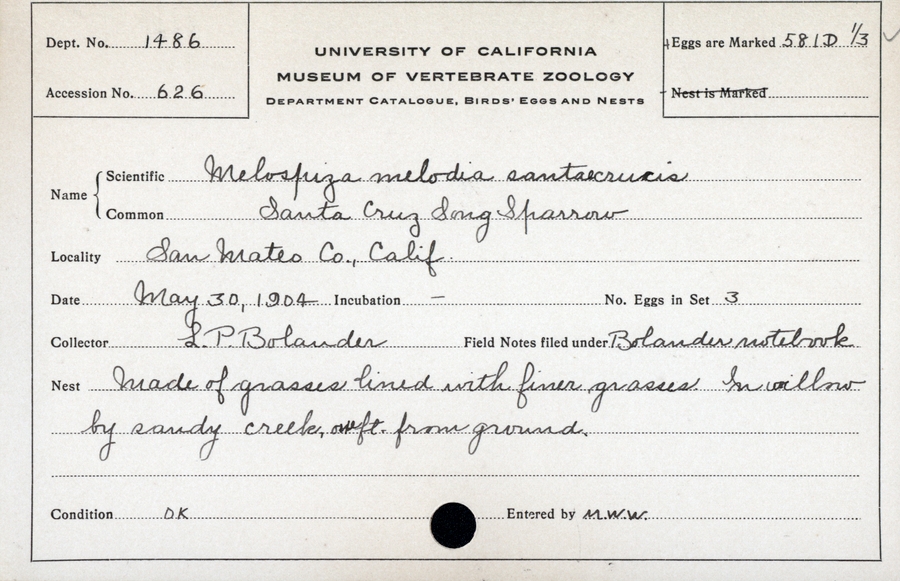 Dept. No. 1486
Accession No. 626
UNIVERSITY OF CALIFORNIA
MUSEUM OF VERTEBRATE ZOOLOGY
DEPARTMENT CATALOGUE, BIRDS' EGGS AND NESTS
Eggs are Marked 581D 1/3 ✓
Nest is Marked
Name
Scientific Melospiza melodia santaecrucis
Common Santa Cruz Song Sparrow
Locality San Mateo Co., Calif.
Date May 30, 1904 Incubation – No. Eggs in Set 3
Collector L.P. Bolander Field Notes filed under Bolander notebook
Nest Made of grasses lined with finer grasses In willow
by sandy creek, ft. from ground.
Condition OK Entered by M.W.W.